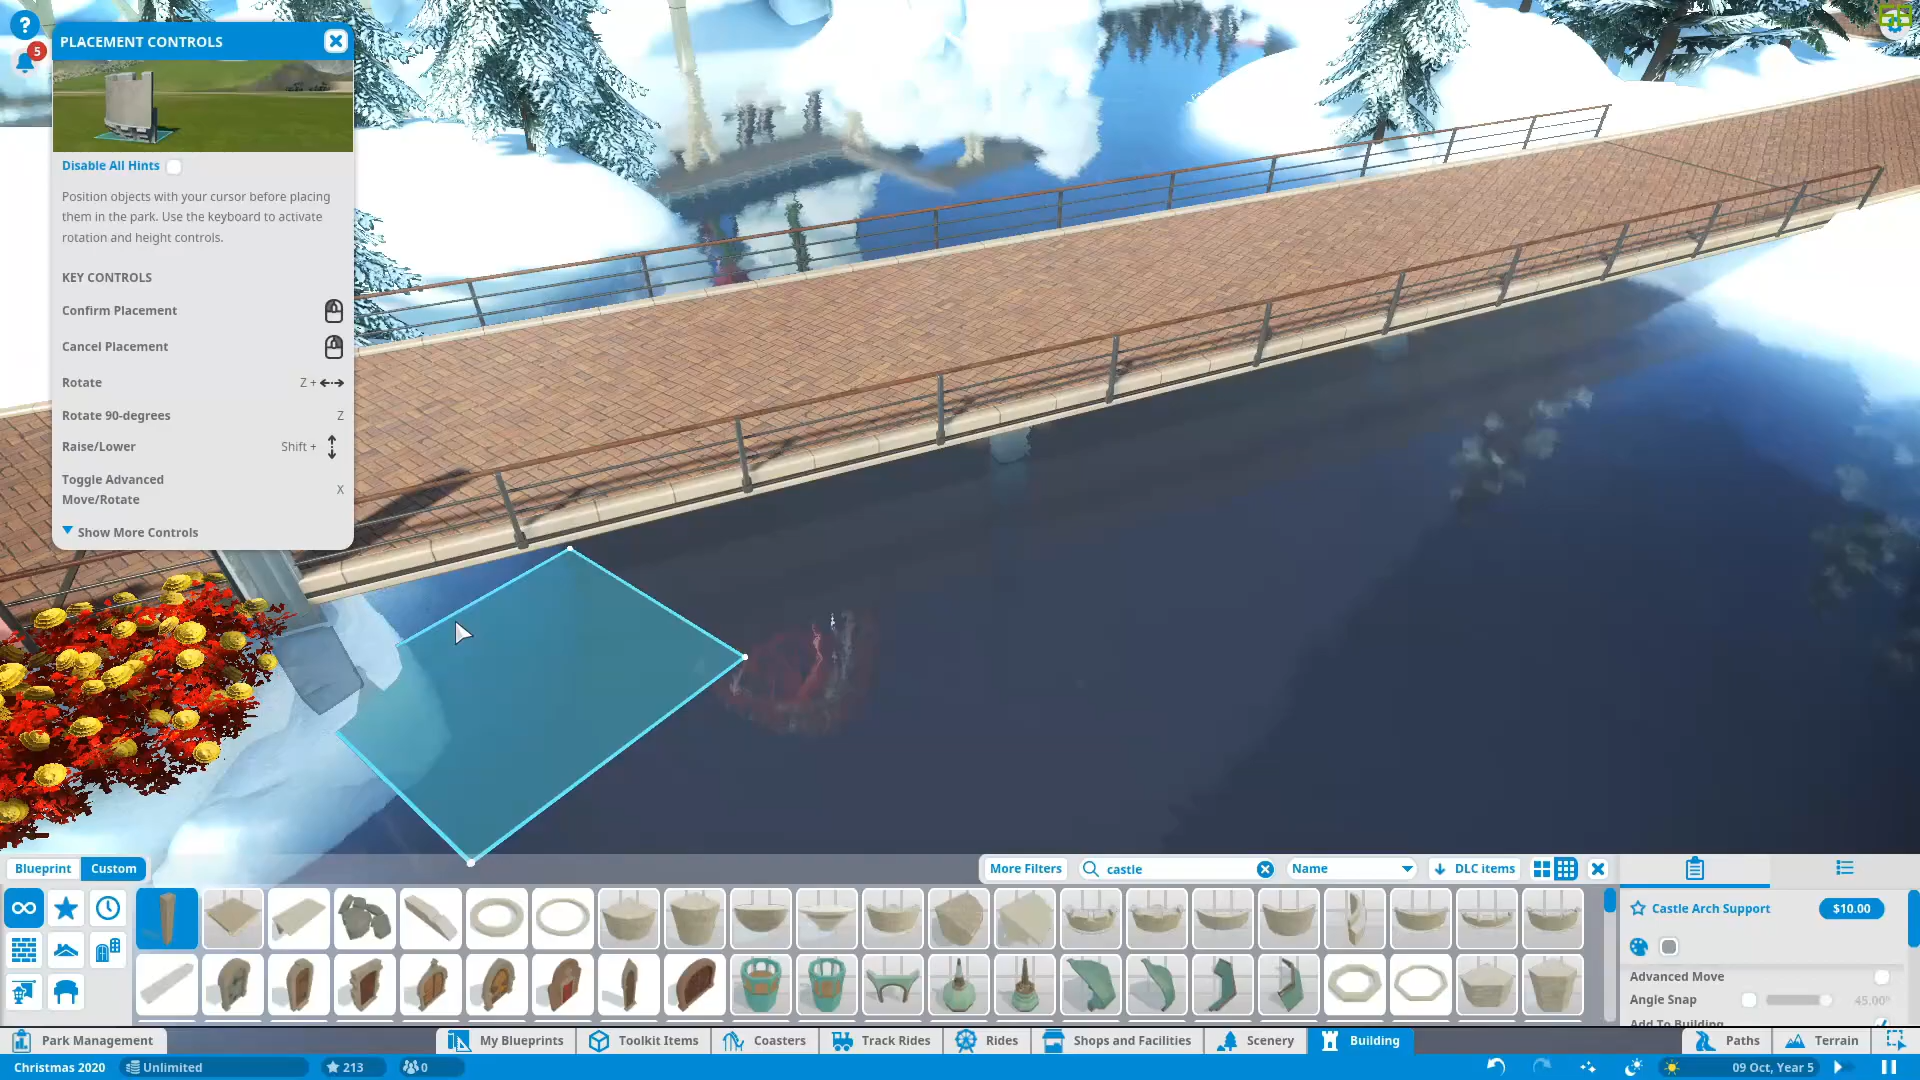 ?
5
PLACEMENT CONTROLS
Disable All Hints
Position objects with your cursor before placing
them in the park. Use the keyboard to activate
rotation and height controls.
KEY CONTROLS
Confirm Placement
Cancel Placement
Rotate Z +
Rotate 90-degrees Z
Raise/Lower Shift +
Toggle Advanced
Move/Rotate X
Show More Controls
Blueprint Custom More Filters castle Name DLC items
Castle Arch Support $10.00
Advanced Move
Angle Snap 45.00°
Add To Building
Park Management My Blueprints Toolkit Items Coasters Track Rides Rides Shops and Facilities Scenery Building Paths Terrain
Christmas 2020 Unlimited 213 0 09 Oct, Year 5